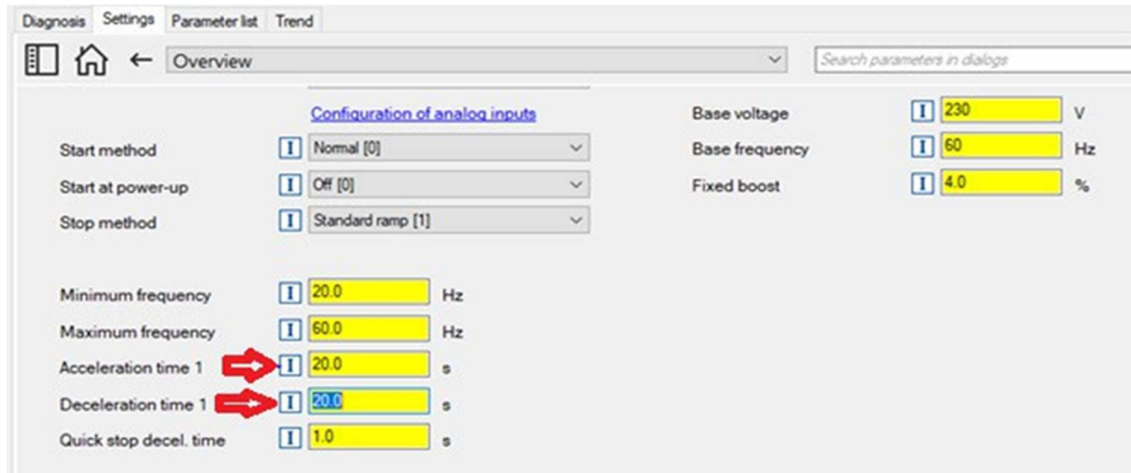 Diagnosis Settings Parameter list Trend
Overview Search parameters in dialogs
Configuration of analog inputs
Start method I Normal [0]
Start at power-up I Off [0]
Stop method I Standard ramp [1]
Minimum frequency I 20.0 Hz
Maximum frequency I 60.0 Hz
Acceleration time 1 I 20.0 s
Deceleration time 1 I 20.0 s
Quick stop decel. time I 1.0 s
Base voltage I 230 V
Base frequency I 60 Hz
Fixed boost I 4.0 %